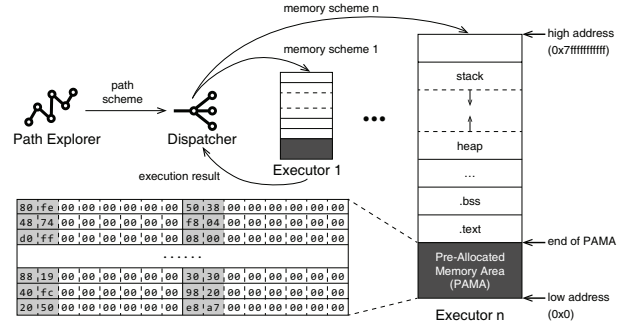 memory scheme n
memory scheme 1
path
scheme
Path Explorer
Dispatcher
Executor 1
execution result
•••
high address
(0x7fffffffffff)
stack
heap
...
.bss
.text
end of PAMA
Pre-Allocated
Memory Area
(PAMA)
low address
(0x0)
Executor n
80 fe 00 00 00 00 00 00 50 38 00 00 00 00 00 00
48 74 00 00 00 00 00 00 f8 04 00 00 00 00 00 00
d0 ff 00 00 00 00 00 00 08 00 00 00 00 00 00 00
......
88 19 00 00 00 00 00 00 30 30 00 00 00 00 00 00
40 fc 00 00 00 00 00 00 98 20 00 00 00 00 00 00
20 50 00 00 00 00 00 00 e8 a7 00 00 00 00 00 00